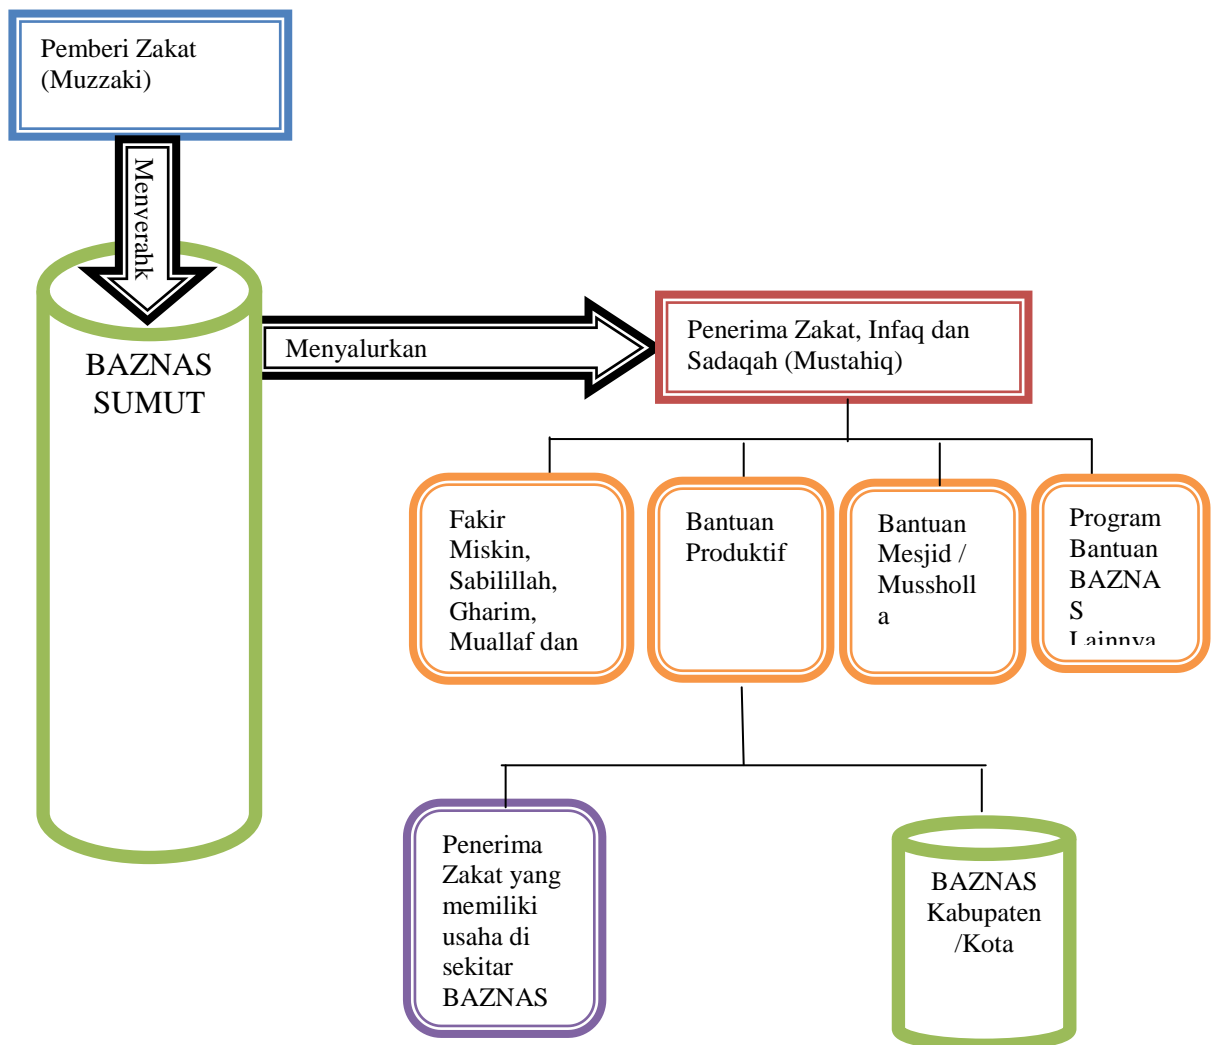 Pemberi Zakat
(Muzzaki)
Menyerahk
BAZNAS
SUMUT
Menyalurkan
Penerima Zakat, Infaq dan
Sadaqah (Mustahiq)
Fakir
Miskin,
Sabilillah,
Gharim,
Muallaf dan
Bantuan
Produktif
Bantuan
Mesjid /
Musshol​l
a
Program
Bantuan
BAZNA
S
Lainnya
Penerima
Zakat yang
memiliki
usaha di
sekitar
BAZNAS
BAZNAS
Kabupaten
/Kota